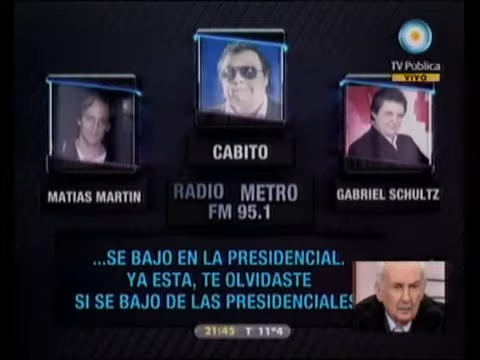 TV Pública
VIVO
CABITO
MATIAS MARTIN
RADIO METRO
FM 95.1
GABRIEL SCHULTZ
...SE BAJO EN LA PRESIDENCIAL.
YA ESTA, TE OLVIDASTE
SI SE BAJO DE LAS PRESIDENCIALES
21:45 T 11°4